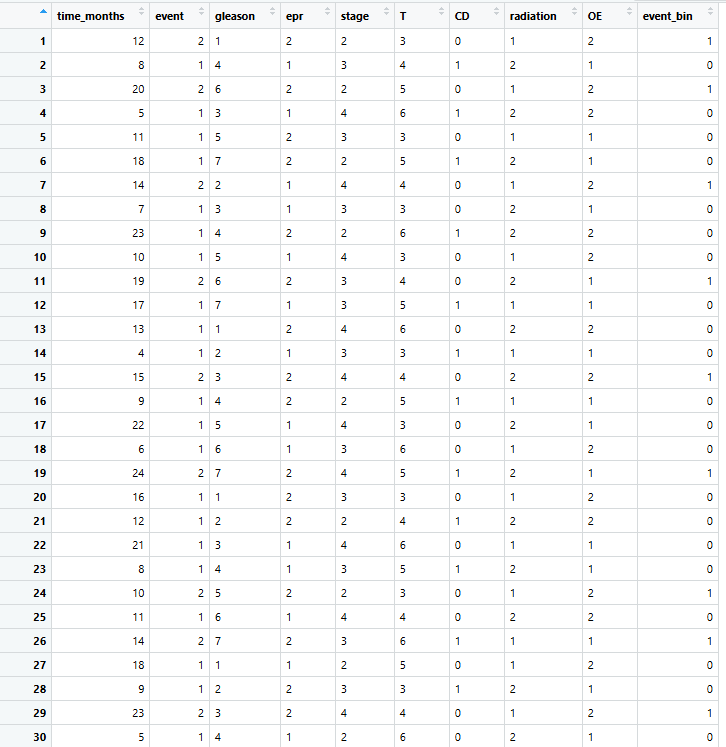 time_months event gleason epr stage T CD radiation OE event_bin
1 12 2 1 2 2 3 0 1 2 1
2 8 1 4 1 3 4 1 2 1 0
3 20 2 6 2 2 5 0 1 2 1
4 5 1 3 1 4 6 1 2 2 0
5 11 1 5 2 3 3 0 1 1 0
6 18 1 7 2 2 5 1 2 1 0
7 14 2 2 1 4 4 0 1 2 1
8 7 1 3 1 3 3 0 2 1 0
9 23 1 4 2 2 6 1 2 2 0
10 10 1 5 1 4 3 0 1 2 0
11 19 2 6 2 3 4 0 2 1 1
12 17 1 7 1 3 5 1 1 1 0
13 13 1 1 2 4 6 0 2 2 0
14 4 1 2 1 3 3 1 1 1 0
15 15 2 3 2 4 4 0 2 2 1
16 9 1 4 2 2 5 1 1 1 0
17 22 1 5 1 4 3 0 2 1 0
18 6 1 6 1 3 6 0 1 2 0
19 24 2 7 2 4 5 1 2 1 1
20 16 1 1 2 3 3 0 1 2 0
21 12 1 2 2 2 4 1 2 2 0
22 21 1 3 1 4 6 0 1 1 0
23 8 1 4 1 3 5 1 2 1 0
24 10 2 5 2 2 3 0 1 2 1
25 11 1 6 1 4 4 0 2 2 0
26 14 2 7 2 3 6 1 1 1 1
27 18 1 1 1 2 5 0 1 2 0
28 9 1 2 2 3 3 1 2 1 0
29 23 2 3 2 4 4 0 1 2 1
30 5 1 4 1 2 6 0 2 1 0